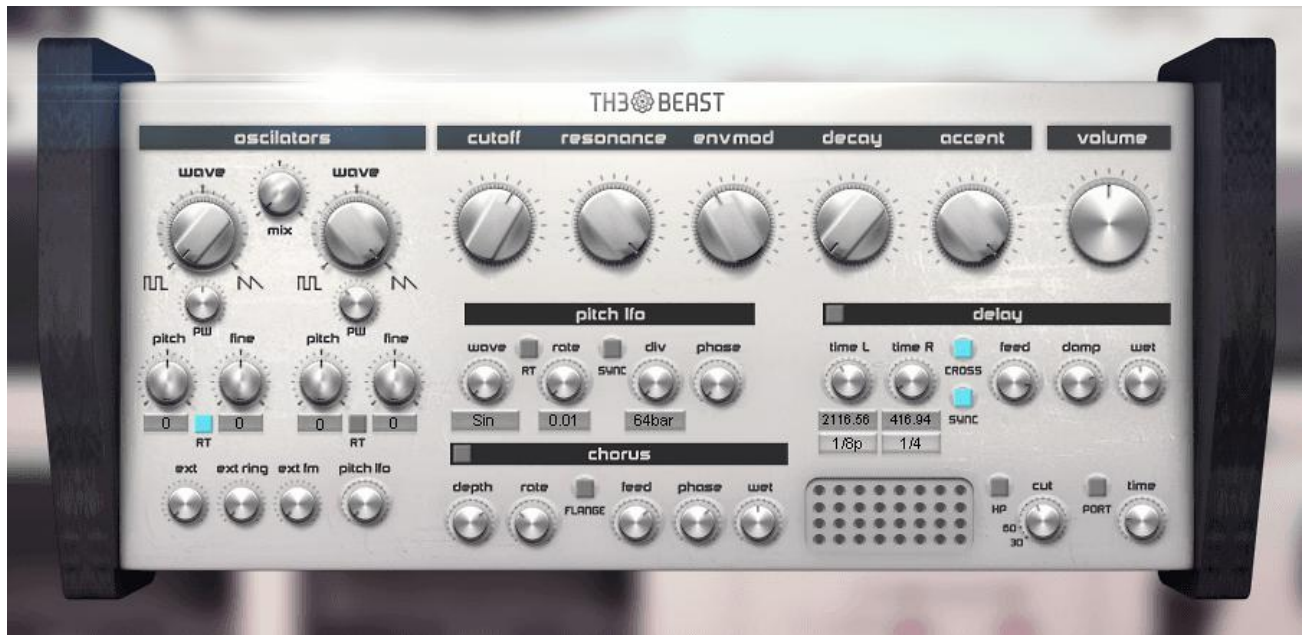 TH3 BEAST
oscilators
cutoff resonance envmod decay accent
volume
wave wave
mix
PW PW
pitch fine pitch fine
0 0 0 0
RT RT
ext ext ring ext fm pitch lfo
pitch lfo
wave rate div phase
RT SYNC
Sin 0.01 64bar
chorus
depth rate feed phase wet
FLANGE
delay
time L time R feed damp wet
CROSS
SYNC
2116.56 416.94
1/8p 1/4
HP cut PORT time
60
30